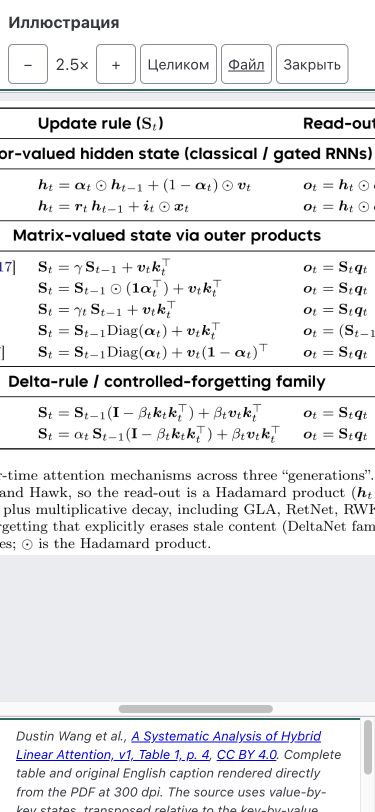 Иллюстрация
− 2.5× + Целиком Файл Закрыть
Update rule (S_t) Read-out
or-valued hidden state (classical / gated RNNs)
h_t = α_t ⊙ h_{t−1} + (1 − α_t) ⊙ v_t o_t = h_t ⊙
h_t = r_t h_{t−1} + i_t ⊙ x_t o_t = h_t ⊙
Matrix-valued state via outer products
17] S_t = γ S_{t−1} + v_t k_t^⊤ o_t = S_t q_t
S_t = S_{t−1} ⊙ (1α_t^⊤) + v_t k_t^⊤ o_t = S_t q_t
S_t = γ_t S_{t−1} + v_t k_t^⊤ o_t = S_t q_t
S_t = S_{t−1}Diag(α_t) + v_t k_t^⊤ o_t = (S_{t−1}
] S_t = S_{t−1}Diag(α_t) + v_t(1 − α_t)^⊤ o_t = S_t q_t
Delta-rule / controlled-forgetting family
S_t = S_{t−1}(I − β_t k_t k_t^⊤) + β_t v_t k_t^⊤ o_t = S_t q_t
S_t = α_t S_{t−1}(I − β_t k_t k_t^⊤) + β_t v_t k_t^⊤ o_t = S_t q_t
r-time attention mechanisms across three “generations”.
and Hawk, so the read-out is a Hadamard product (h_t
plus multiplicative decay, including GLA, RetNet, RWK
rgetting that explicitly erases stale content (DeltaNet fam
es; ⊙ is the Hadamard product.
Dustin Wang et al., A Systematic Analysis of Hybrid
Linear Attention, v1, Table 1, p. 4, CC BY 4.0. Complete
table and original English caption rendered directly
from the PDF at 300 dpi. The source uses value-by-
key states, transposed relative to the key-by-value